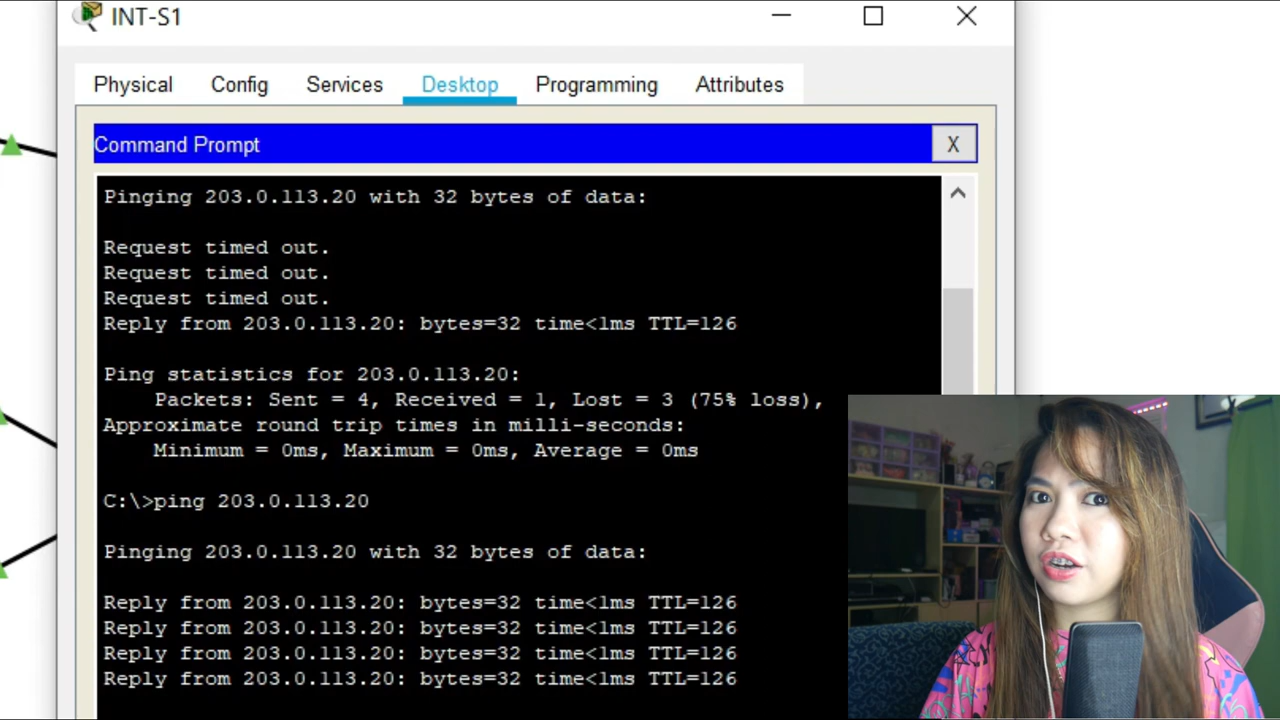 INT-S1
Physical Config Services Desktop Programming Attributes
Command Prompt X
Pinging 203.0.113.20 with 32 bytes of data:
Request timed out.
Request timed out.
Request timed out.
Reply from 203.0.113.20: bytes=32 time<1ms TTL=126
Ping statistics for 203.0.113.20:
Packets: Sent = 4, Received = 1, Lost = 3 (75% loss),
Approximate round trip times in milli-seconds:
Minimum = 0ms, Maximum = 0ms, Average = 0ms
C:\>ping 203.0.113.20
Pinging 203.0.113.20 with 32 bytes of data:
Reply from 203.0.113.20: bytes=32 time<1ms TTL=126
Reply from 203.0.113.20: bytes=32 time<1ms TTL=126
Reply from 203.0.113.20: bytes=32 time<1ms TTL=126
Reply from 203.0.113.20: bytes=32 time<1ms TTL=126